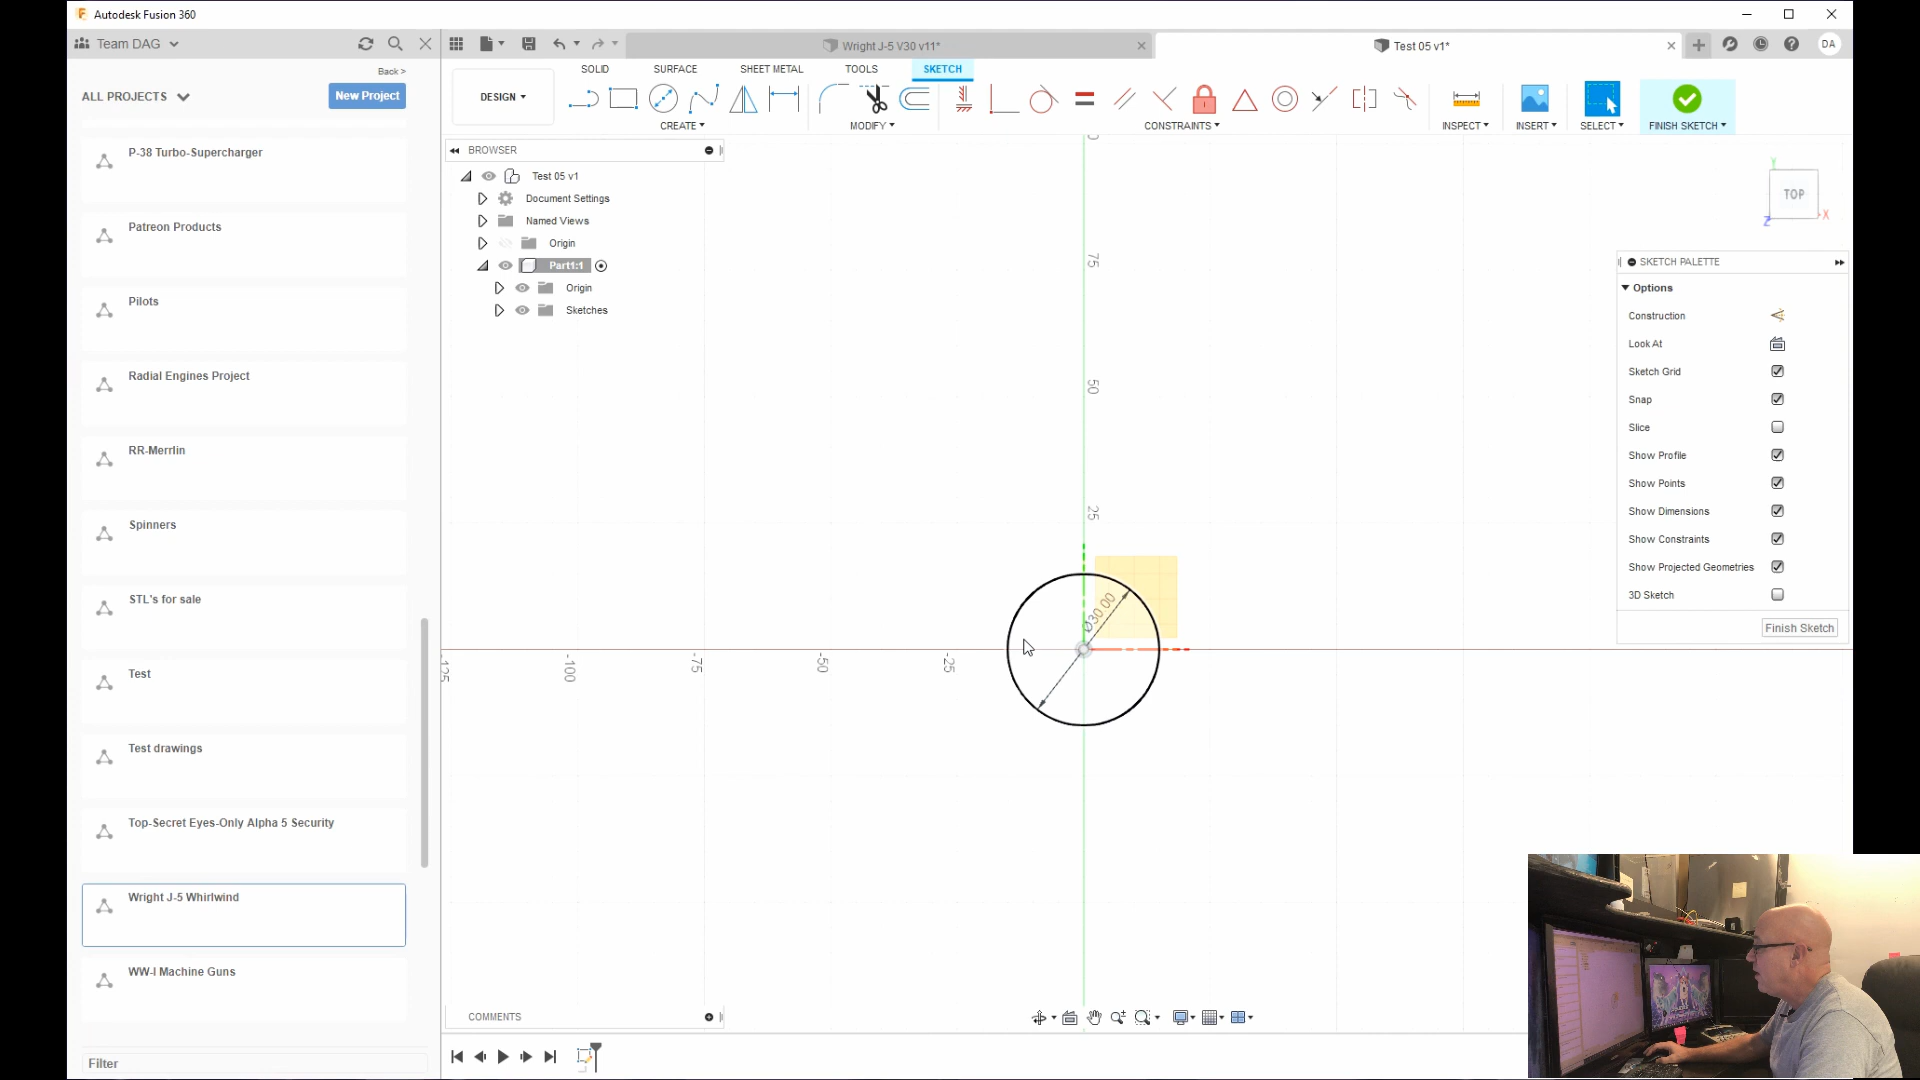 Autodesk Fusion 360
Team DAG
Wright J-5 V30 v11*
Test 05 v1*
DA
Back >
ALL PROJECTS
New Project
P-38 Turbo-Supercharger
Patreon Products
Pilots
Radial Engines Project
RR-Merrlin
Spinners
STL's for sale
Test
Test drawings
Top-Secret Eyes-Only Alpha 5 Security
Wright J-5 Whirlwind
WW-I Machine Guns
Filter
DESIGN
SOLID
SURFACE
SHEET METAL
TOOLS
SKETCH
CREATE
MODIFY
CONSTRAINTS
INSPECT
INSERT
SELECT
FINISH SKETCH
BROWSER
Test 05 v1
Document Settings
Named Views
Origin
Part1:1
Origin
Sketches
TOP
X
Y
Z
75
50
25
-125
-100
-75
-50
-25
Ø30.00
SKETCH PALETTE
Options
Construction
Look At
Sketch Grid
Snap
Slice
Show Profile
Show Points
Show Dimensions
Show Constraints
Show Projected Geometries
3D Sketch
Finish Sketch
COMMENTS